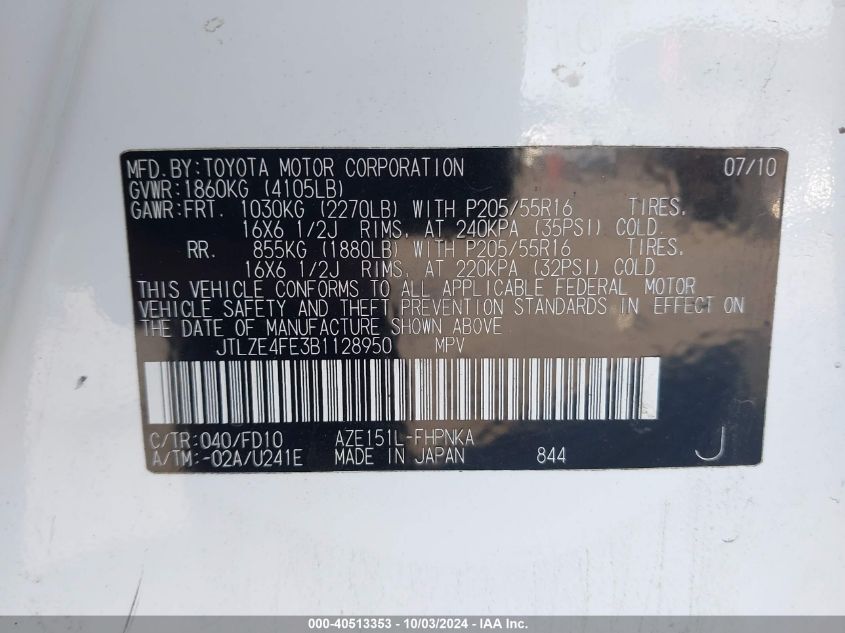 MFD.BY:TOYOTA MOTOR CORPORATION 07/10
GVWR:1860KG (4105LB)
GAWR:FRT. 1030KG (2270LB) WITH P205/55R16 TIRES,
16X6 1/2J RIMS, AT 240KPA (35PSI) COLD.
RR. 855KG (1880LB) WITH P205/55R16 TIRES,
16X6 1/2J RIMS, AT 220KPA (32PSI) COLD
THIS VEHICLE CONFORMS TO ALL APPLICABLE FEDERAL MOTOR
VEHICLE SAFETY AND THEFT PREVENTION STANDARDS IN EFFECT ON
THE DATE OF MANUFACTURE SHOWN ABOVE.
JTLZE4FE3B1128950 MPV
C/TR:040/FD10 AZE151L-FHPNKA
A/TM:-02A/U241E MADE IN JAPAN 844 J
000-40513353 - 10/03/2024 - IAA Inc.